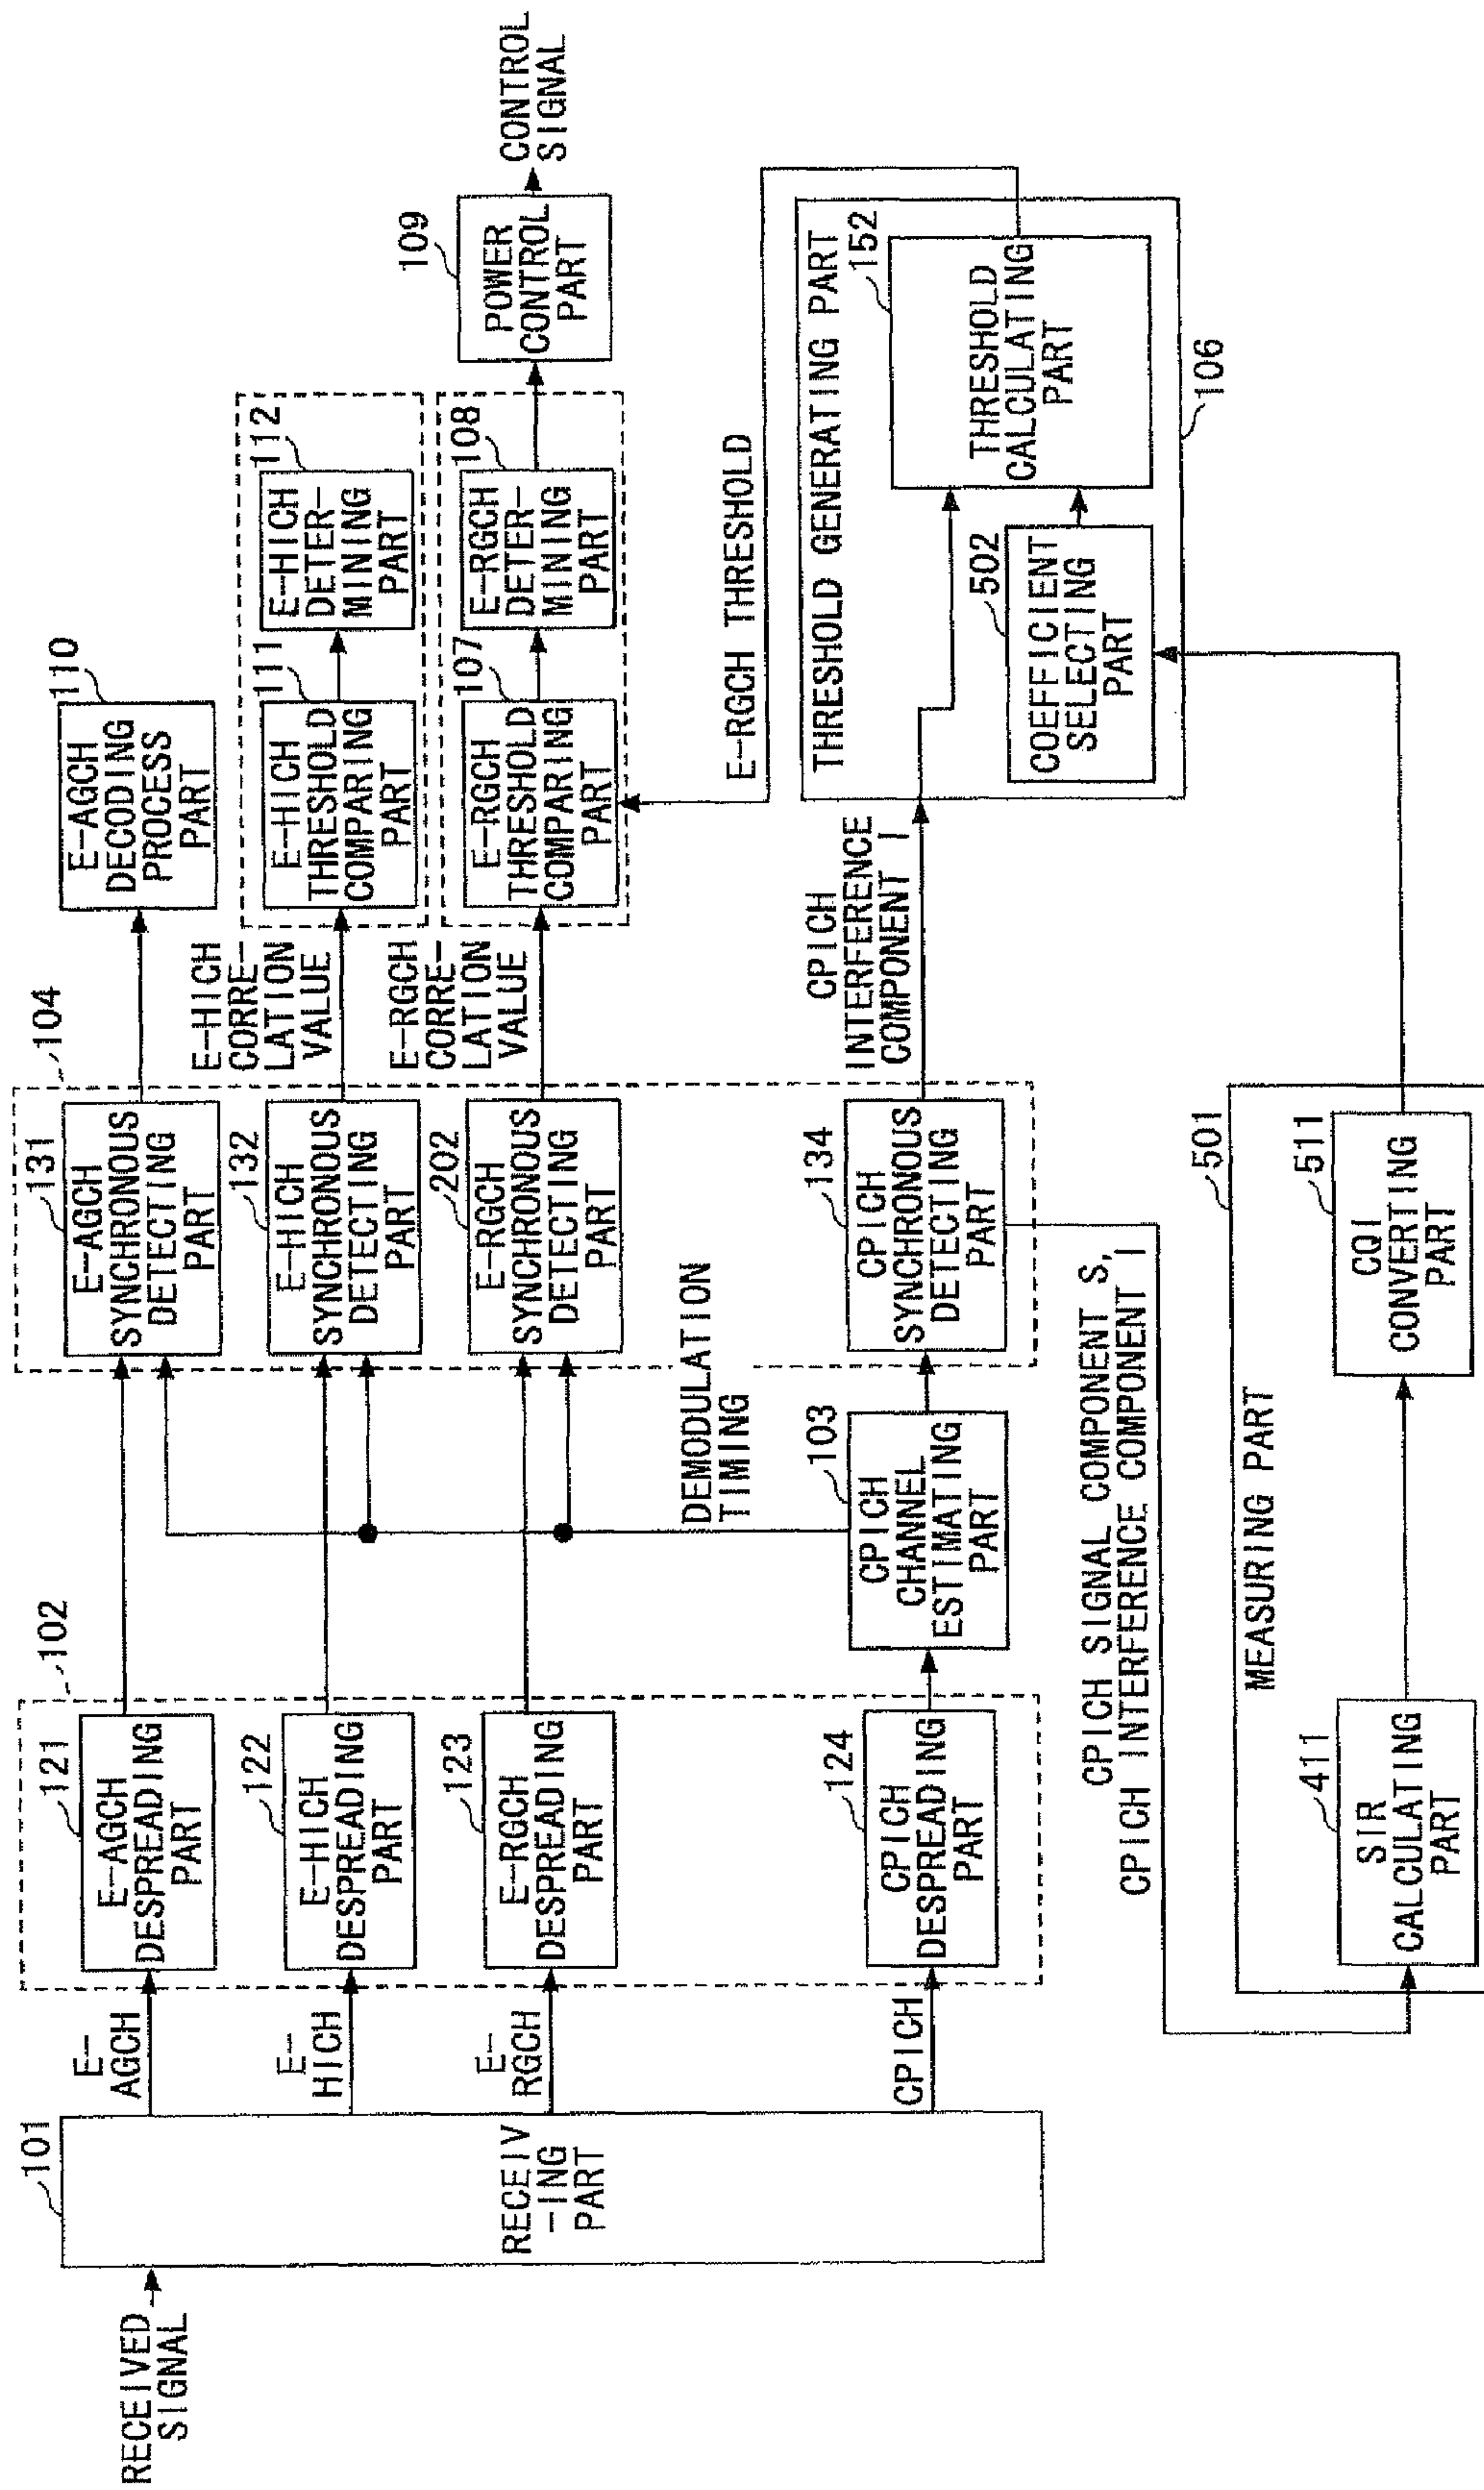 RECEIVED
SIGNAL
101
RECEIV
-ING
PART
E-
AGCH
E-
HICH
E-
RGCH
CPICH
102
121
E-AGCH
DESPREADING
PART
122
E-HICH
DESPREADING
PART
123
E-RGCH
DESPREADING
PART
124
CPICH
DESPREADING
PART
103
CPICH
CHANNEL
ESTIMATING
PART
DEMODULATION
TIMING
104
131
E-AGCH
SYNCHRONOUS
DETECTING
PART
132
E-HICH
SYNCHRONOUS
DETECTING
PART
202
E-RGCH
SYNCHRONOUS
DETECTING
PART
134
CPICH
SYNCHRONOUS
DETECTING
PART
E-HICH
CORRE-
LATION
VALUE
E-RGCH
CORRE-
LATION
VALUE
CPICH
INTERFERENCE
COMPONENT I
110
E-AGCH
DECODING
PROCESS
PART
111
E-HICH
THRESHOLD
COMPARING
PART
112
E-HICH
DETER-
MINING
PART
107
E-RGCH
THRESHOLD
COMPARING
PART
108
E-RGCH
DETER-
MINING
PART
109
POWER
CONTROL
PART
CONTROL
SIGNAL
E-RGCH THRESHOLD
THRESHOLD GENERATING PART
502
COEFFICIENT
SELECTING
PART
152
THRESHOLD
CALCULATING
PART
106
CPICH SIGNAL COMPONENT S,
CPICH INTERFERENCE COMPONENT I
501
MEASURING PART
411
SIR
CALCULATING
PART
511
CQI
CONVERTING
PART